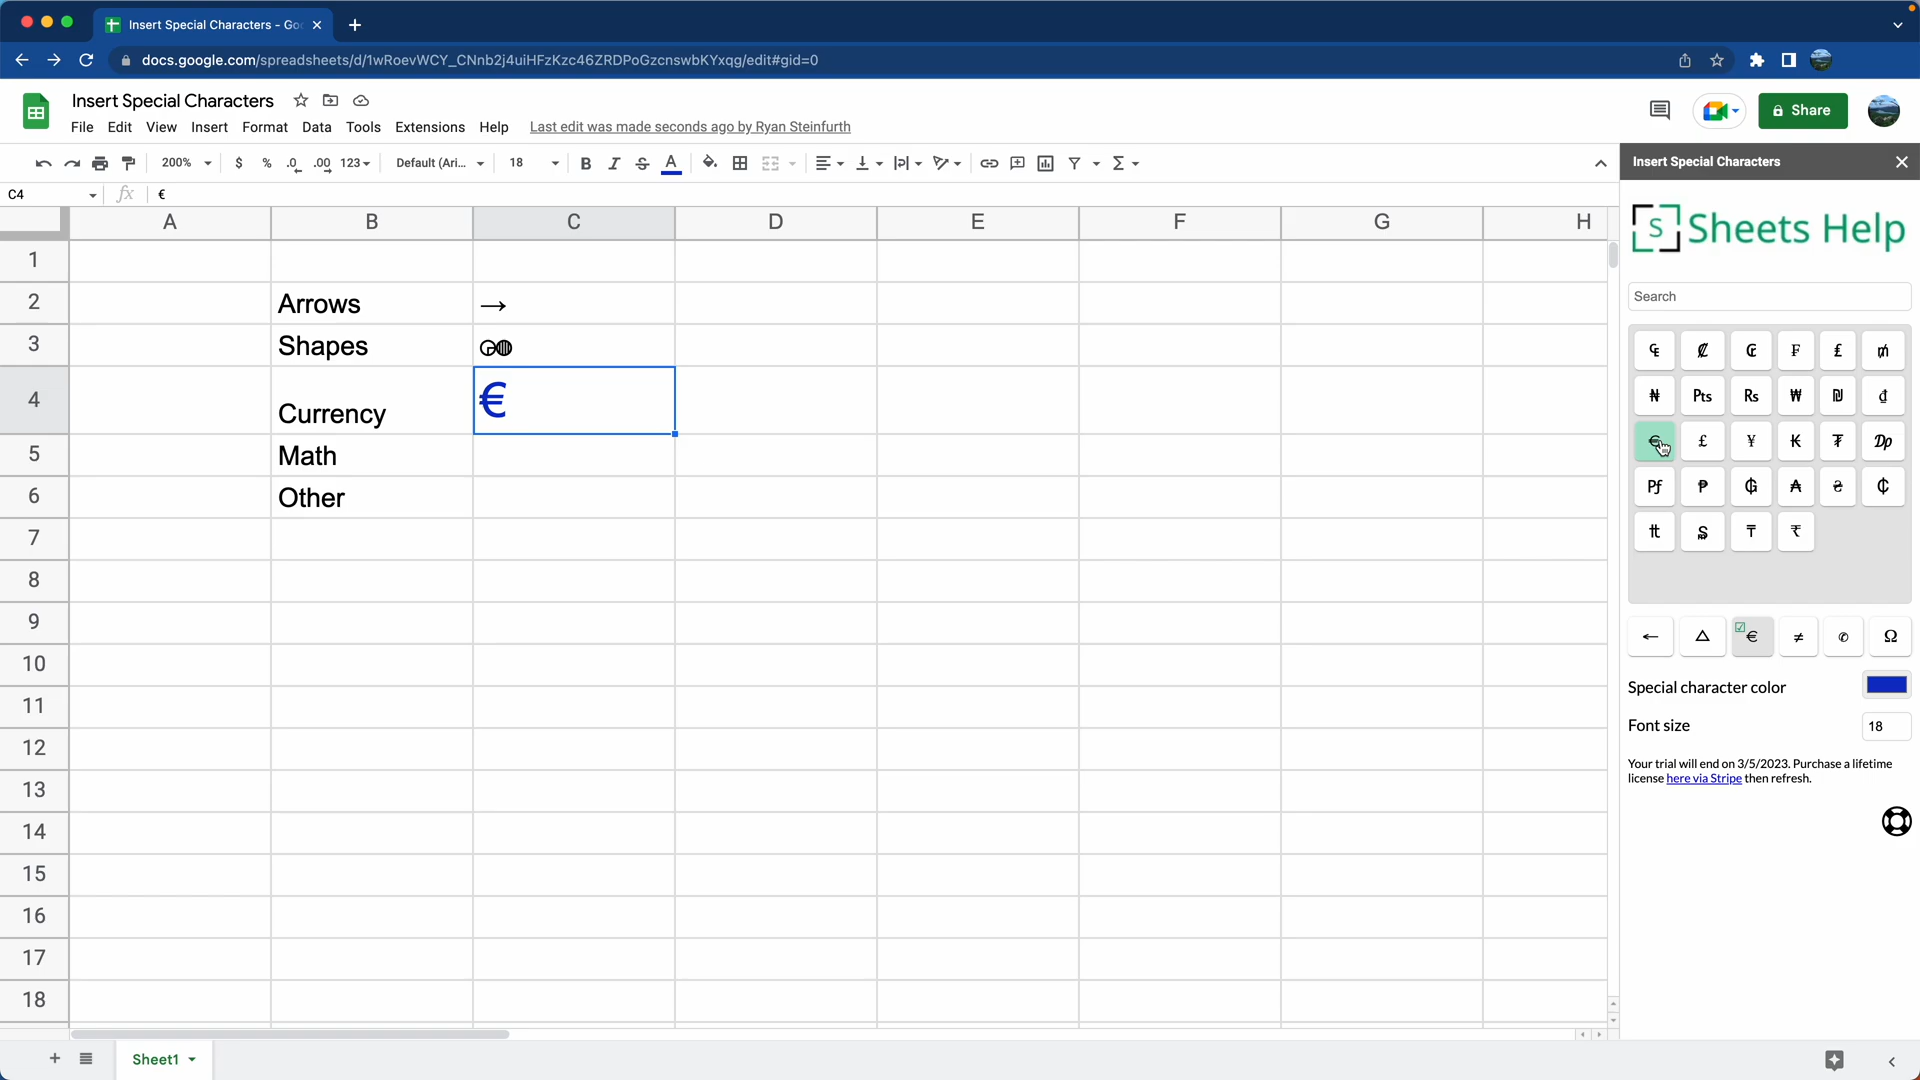 Insert Special Characters - Goo
docs.google.com/spreadsheets/d/1wRoevWCY_CNnb2j4uiHFzKzc46ZRDPoGzcnswbKYxqg/edit#gid=0
Insert Special Characters
File Edit View Insert Format Data Tools Extensions Help Last edit was made seconds ago by Ryan Steinfurth
Share
200% $ % .0 .00 123 Default (Ari... 18 B I S A Σ
Insert Special Characters
C4 fx €
A B C D E F G H
S Sheets Help
Search
1
2 Arrows →
3 Shapes
4 Currency €
5 Math
6 Other
7
8
9
10
11
12
13
14
15
16
17
18
₠ ₡ ₢ ₣ ₤ ₥
₦ Pts Rs ₩ ₪ ₫
€ £ ¥ ₭ ₮ ₯
₰ ₱ ₲ ₳ ₴ ₵
₶ ₷ ₸ ₹
← △ € ≠ ✆ Ω
Special character color
Font size 18
Your trial will end on 3/5/2023. Purchase a lifetime
license here via Stripe then refresh.
Sheet1